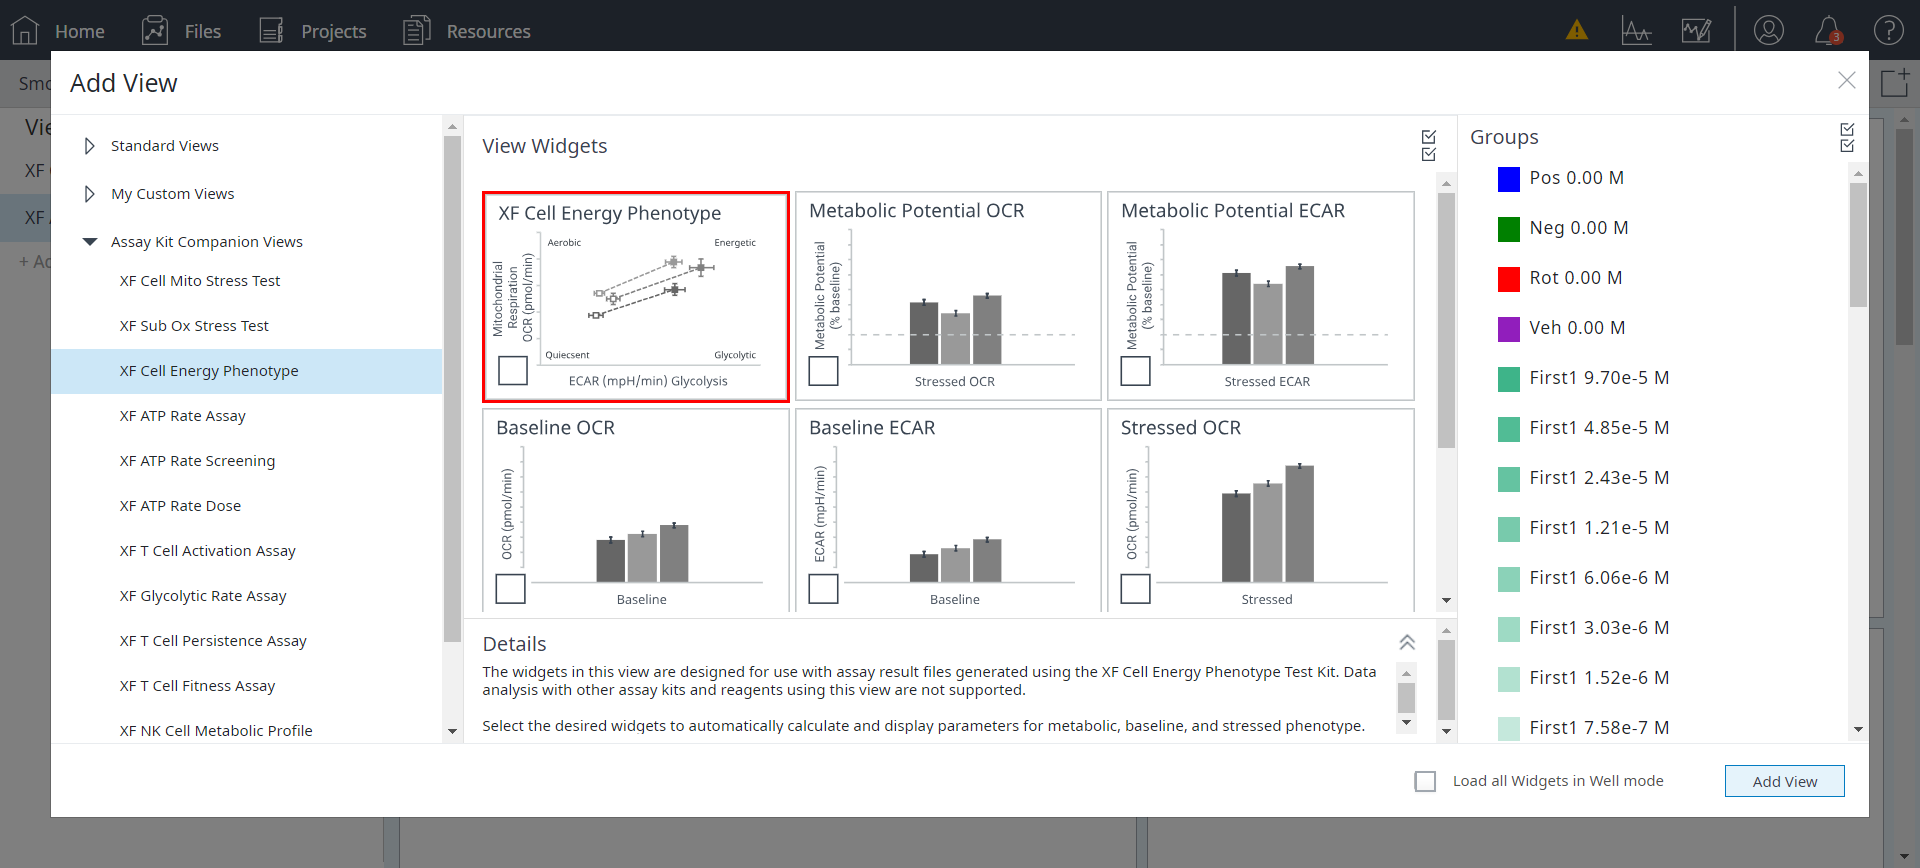 Home
Files
Projects
Resources
3
Smo
Vie
XF
XF
+ Ad
Add View
Standard Views
My Custom Views
Assay Kit Companion Views
XF Cell Mito Stress Test
XF Sub Ox Stress Test
XF Cell Energy Phenotype
XF ATP Rate Assay
XF ATP Rate Screening
XF ATP Rate Dose
XF T Cell Activation Assay
XF Glycolytic Rate Assay
XF T Cell Persistence Assay
XF T Cell Fitness Assay
XF NK Cell Metabolic Profile
View Widgets
XF Cell Energy Phenotype
Aerobic
Energetic
Mitochondrial
Respiration
OCR (pmol/min)
Quiecsent
Glycolytic
ECAR (mpH/min) Glycolysis
Metabolic Potential OCR
Metabolic Potential
(% baseline)
Stressed OCR
Metabolic Potential ECAR
Metabolic Potential
(% baseline)
Stressed ECAR
Baseline OCR
OCR (pmol/min)
Baseline
Baseline ECAR
ECAR (mpH/min)
Baseline
Stressed OCR
OCR (pmol/min)
Stressed
Details
The widgets in this view are designed for use with assay result files generated using the XF Cell Energy Phenotype Test Kit. Data
analysis with other assay kits and reagents using this view are not supported.
Select the desired widgets to automatically calculate and display parameters for metabolic, baseline, and stressed phenotype.
Groups
Pos 0.00 M
Neg 0.00 M
Rot 0.00 M
Veh 0.00 M
First1 9.70e-5 M
First1 4.85e-5 M
First1 2.43e-5 M
First1 1.21e-5 M
First1 6.06e-6 M
First1 3.03e-6 M
First1 1.52e-6 M
First1 7.58e-7 M
Load all Widgets in Well mode
Add View